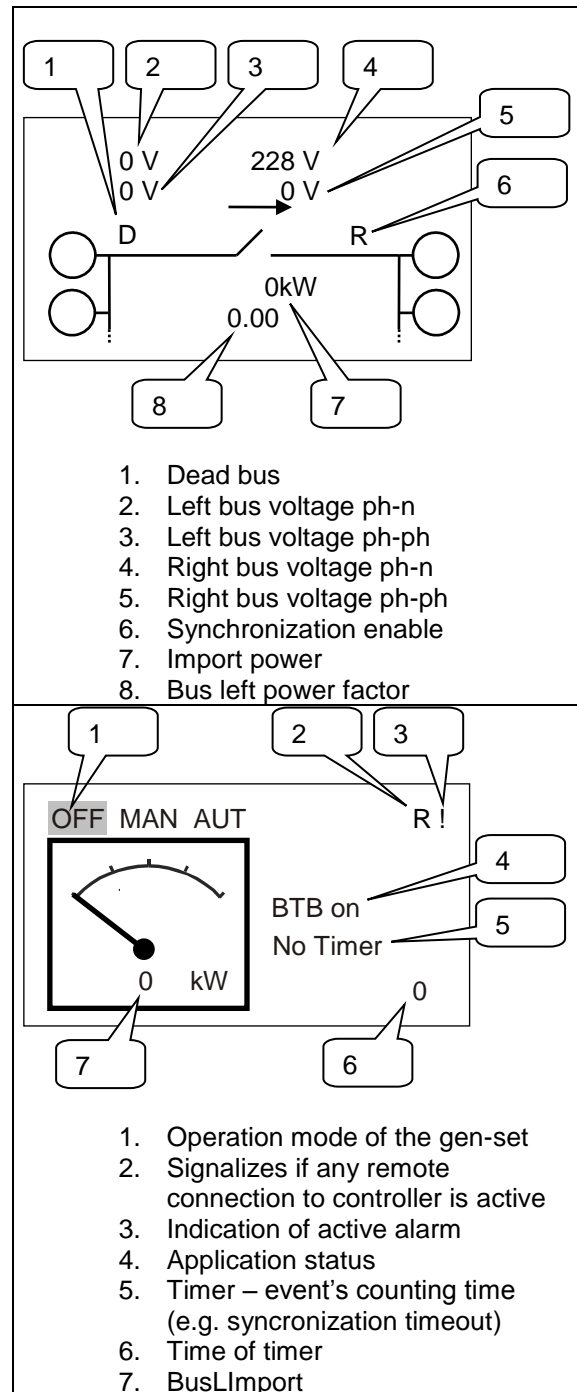 1 2 3 4
5
0 V 228 V
0 V 0 V
6
D R
0kW
0.00
8 7
1. Dead bus
2. Left bus voltage ph-n
3. Left bus voltage ph-ph
4. Right bus voltage ph-n
5. Right bus voltage ph-ph
6. Synchronization enable
7. Import power
8. Bus left power factor
1 2 3
OFF MAN AUT R !
4
BTB on
5
No Timer
0 kW 0
7 6
1. Operation mode of the gen-set
2. Signalizes if any remote
connection to controller is active
3. Indication of active alarm
4. Application status
5. Timer – event's counting time
(e.g. syncronization timeout)
6. Time of timer
7. BusLImport